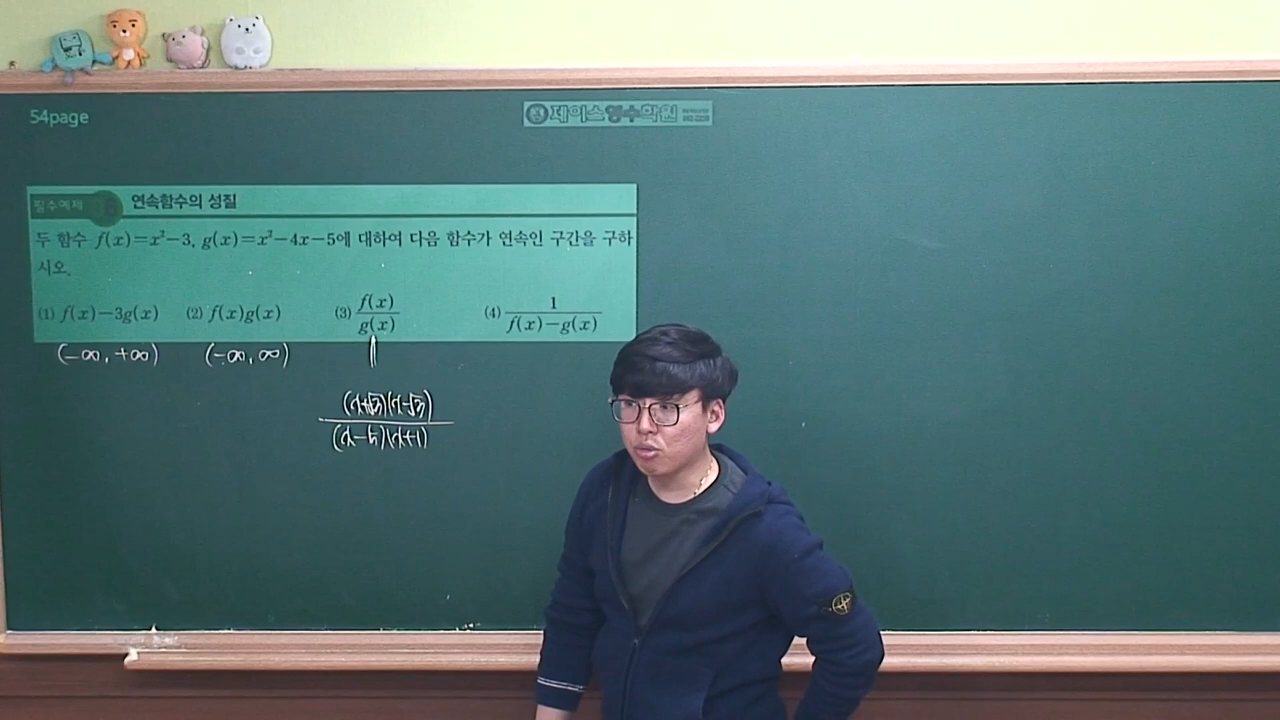 54page
제이스영수학원
필수예제
연속함수의 성질
두 함수 f(x)=x²-3, g(x)=x²-4x-5에 대하여 다음 함수가 연속인 구간을 구하
시오.
(1) f(x)-3g(x) (2) f(x)g(x) (3) f(x)/g(x) (4) 1/(f(x)-g(x))
(-∞, +∞) (-∞, ∞) ||
(x+√3)(x-√3)
(x-5)(x+1)